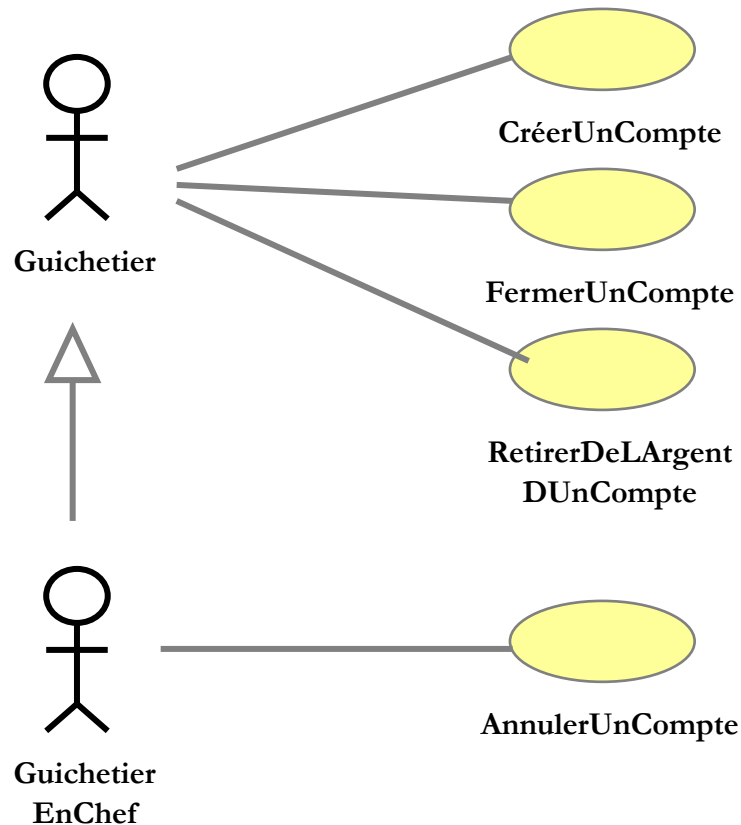 CréerUnCompte
Guichetier
FermerUnCompte
RetirerDeLArgent
DUnCompte
AnnulerUnCompte
Guichetier
EnChef